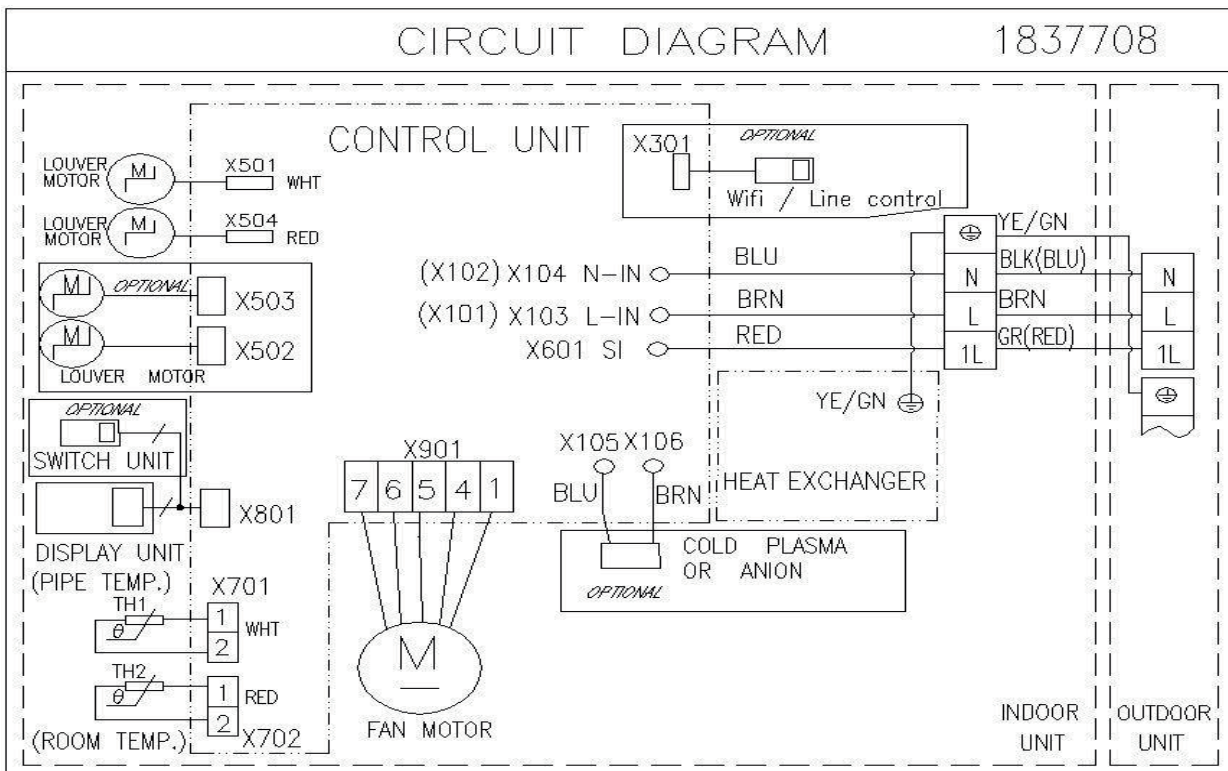 CIRCUIT DIAGRAM 1837708
CONTROL UNIT
LOUVER
MOTOR
M
X501
WHT
LOUVER
MOTOR
M
X504
RED
M
OPTIONAL
X503
M
X502
LOUVER MOTOR
OPTIONAL
SWITCH UNIT
X801
DISPLAY UNIT
(PIPE TEMP.)
TH1
θ
X701
1
2
WHT
TH2
θ
1
2
RED
X702
(ROOM TEMP.)
X901
7 6 5 4 1
M
FAN MOTOR
X301
OPTIONAL
Wifi / Line control
(X102) X104 N-IN
BLU
(X101) X103 L-IN
BRN
X601 SI
RED
N
L
1L
YE/GN
BLK(BLU)
BRN
GR(RED)
N
L
1L
YE/GN
HEAT EXCHANGER
X105 X106
BLU
BRN
COLD PLASMA
OR ANION
OPTIONAL
INDOOR
UNIT
OUTDOOR
UNIT